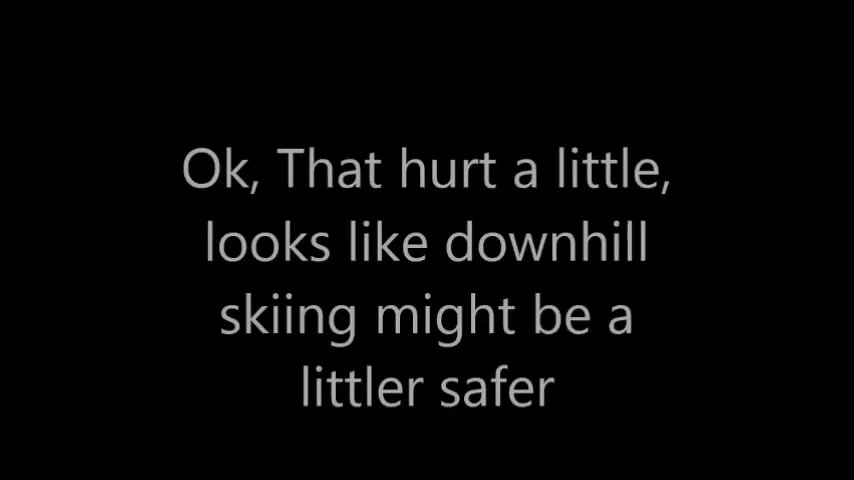 Ok, That hurt a little,
looks like downhill
skiing might be a
littler safer